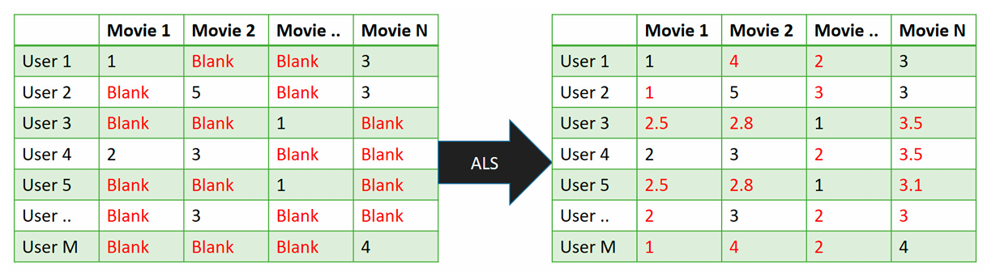 Movie 1 Movie 2 Movie .. Movie N
User 1 1 Blank Blank 3
User 2 Blank 5 Blank 3
User 3 Blank Blank 1 Blank
User 4 2 3 Blank Blank
User 5 Blank Blank 1 Blank
User .. Blank 3 Blank Blank
User M Blank Blank Blank 4
ALS
Movie 1 Movie 2 Movie .. Movie N
User 1 1 4 2 3
User 2 1 5 3 3
User 3 2.5 2.8 1 3.5
User 4 2 3 2 3.5
User 5 2.5 2.8 1 3.1
User .. 2 3 2 3
User M 1 4 2 4